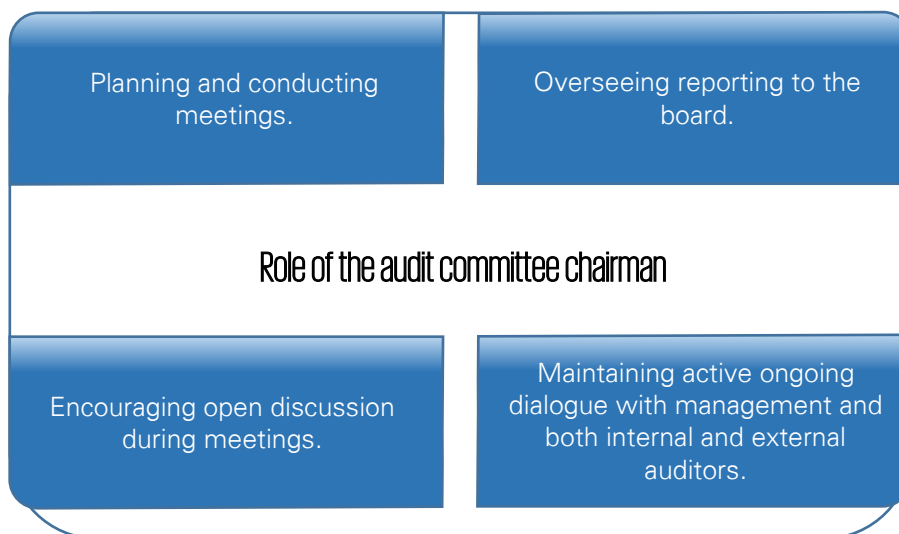 Planning and conducting
meetings.
Overseeing reporting to the
board.
Role of the audit committee chairman
Encouraging open discussion
during meetings.
Maintaining active ongoing
dialogue with management and
both internal and external
auditors.